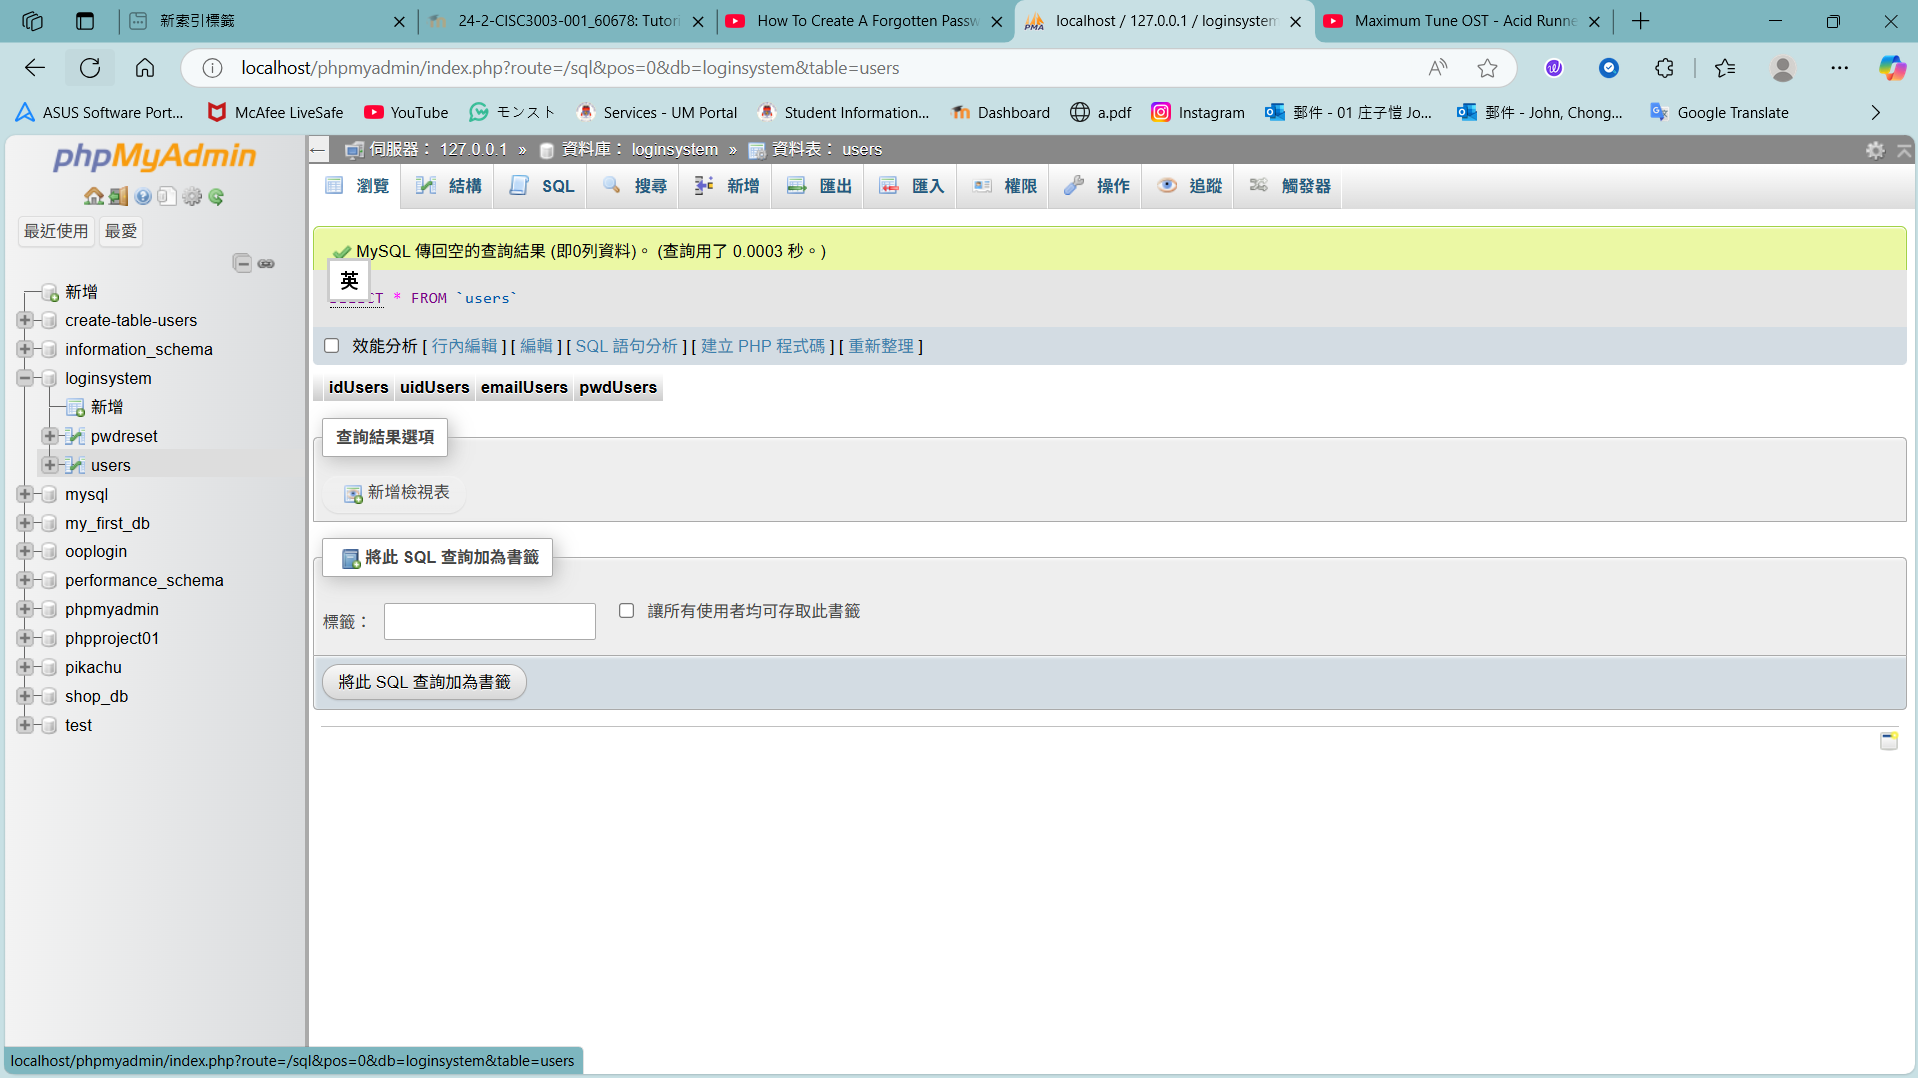 新索引標籤
24-2-CISC3003-001_60678: Tutori
How To Create A Forgotten Passw
PMA
localhost / 127.0.0.1 / loginsystem
Maximum Tune OST - Acid Runne
localhost/phpmyadmin/index.php?route=/sql&pos=0&db=loginsystem&table=users
ASUS Software Port...
McAfee LiveSafe
YouTube
モンスト
Services - UM Portal
Student Information...
Dashboard
a.pdf
Instagram
郵件 - 01 庄子愷 Jo...
郵件 - John, Chong...
Google Translate
phpMyAdmin
最近使用 最愛
新增
create-table-users
information_schema
loginsystem
新增
pwdreset
users
mysql
my_first_db
ooplogin
performance_schema
phpmyadmin
phpproject01
pikachu
shop_db
test
伺服器： 127.0.0.1 » 資料庫： loginsystem » 資料表： users
瀏覽 結構 SQL 搜尋 新增 匯出 匯入 權限 操作 追蹤 觸發器
MySQL 傳回空的查詢結果 (即0列資料)。 (查詢用了 0.0003 秒。)
英
* FROM `users`
效能分析 [ 行內編輯 ] [ 編輯 ] [ SQL 語句分析 ] [ 建立 PHP 程式碼 ] [ 重新整理 ]
idUsers uidUsers emailUsers pwdUsers
查詢結果選項
新增檢視表
將此 SQL 查詢加為書籤
標籤：
讓所有使用者均可存取此書籤
將此 SQL 查詢加為書籤
localhost/phpmyadmin/index.php?route=/sql&pos=0&db=loginsystem&table=users